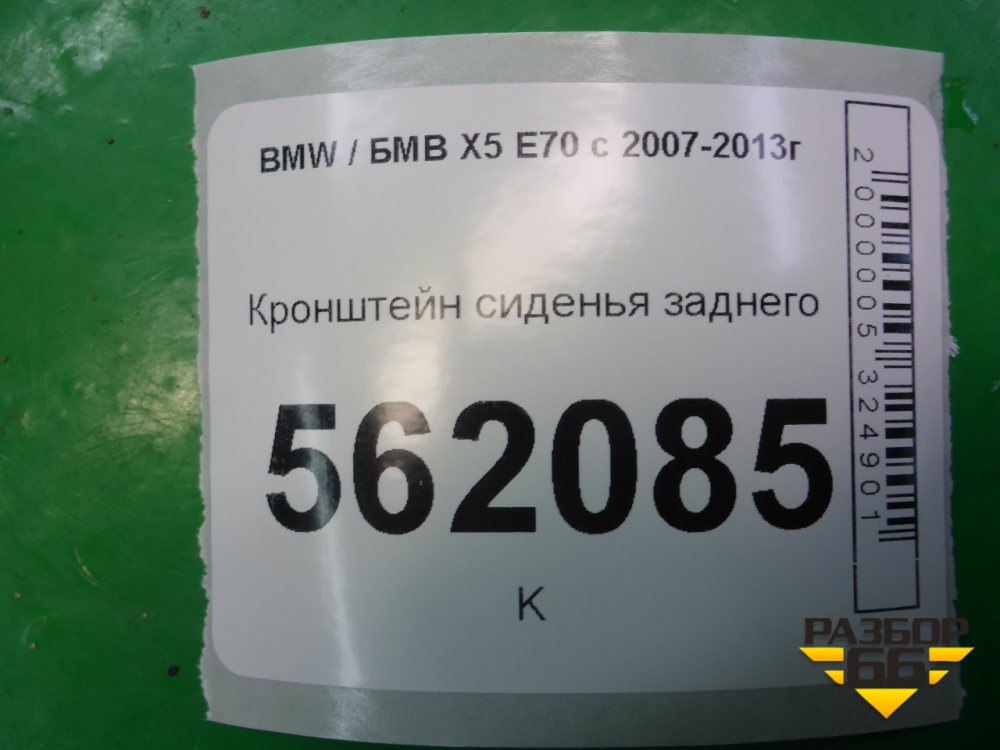 BMW / БМВ X5 E70 с 2007-2013г
Кронштейн сиденья заднего
562085
К
2000005324901
РАЗБОР
66